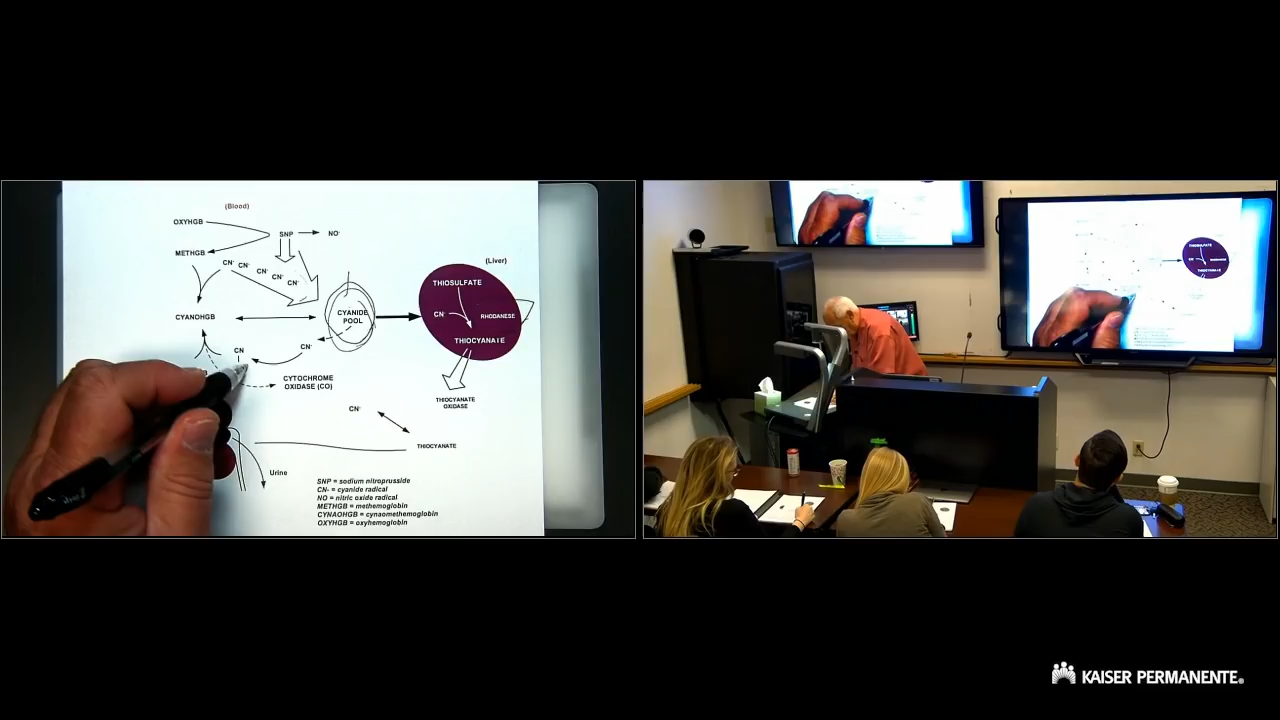 (Blood)
OXYHGB
SNP
NO·
METHGB
CN·
CN·
CN·
CN·
CN·
(Liver)
THIOSULFATE
CN·
RHODANESE
THIOCYANATE
CYANOHGB
CYANIDE
POOL
CN
CN·
CYTOCHROME
OXIDASE (CO)
THIOCYANATE
OXIDASE
CN·
THIOCYANATE
Urine
SNP = sodium nitroprusside
CN- = cyanide radical
NO = nitric oxide radical
METHGB = methemoglobin
CYNAOHGB = cynaomethemoglobin
OXYHGB = oxyhemoglobin
THIOSULFATE
CN·
THIOCYANATE
KAISER PERMANENTE®